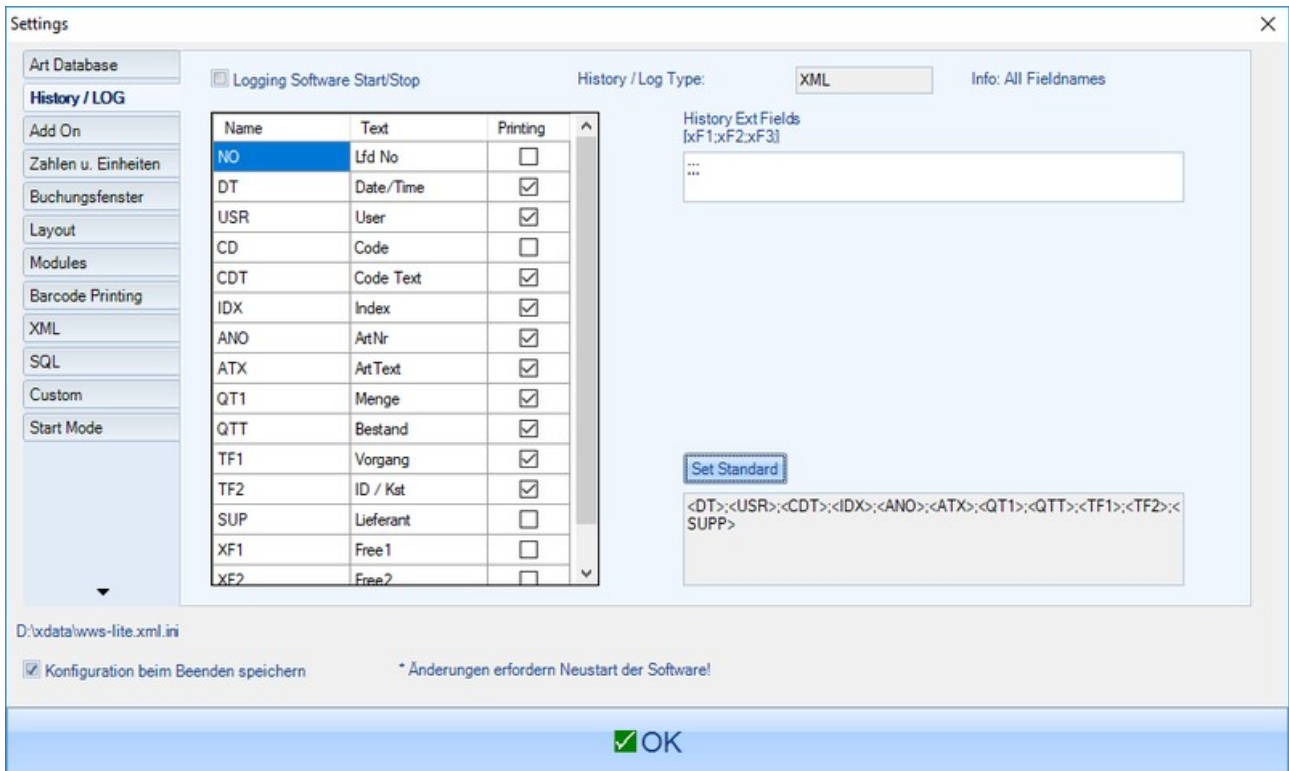 Settings
Art Database
History / LOG
Add On
Zahlen u. Einheiten
Buchungsfenster
Layout
Modules
Barcode Printing
XML
SQL
Custom
Start Mode
Logging Software Start/Stop
History / Log Type:
XML
Info: All Fieldnames
Name Text Printing
NO Lfd No
DT Date/Time
USR User
CD Code
CDT Code Text
IDX Index
ANO ArtNr
ATX ArtText
QT1 Menge
QTT Bestand
TF1 Vorgang
TF2 ID / Kst
SUP Lieferant
XF1 Free1
XF2 Free2
History Ext Fields
[xF1;xF2;xF3;]
;;;
Set Standard
<DT>;<USR>;<CDT>;<IDX>;<ANO>;<ATX>;<QT1>;<QTT>;<TF1>;<TF2>;<
SUPP>
D:\xdata\wws-lite.xml.ini
Konfiguration beim Beenden speichern
* Änderungen erfordern Neustart der Software!
OK